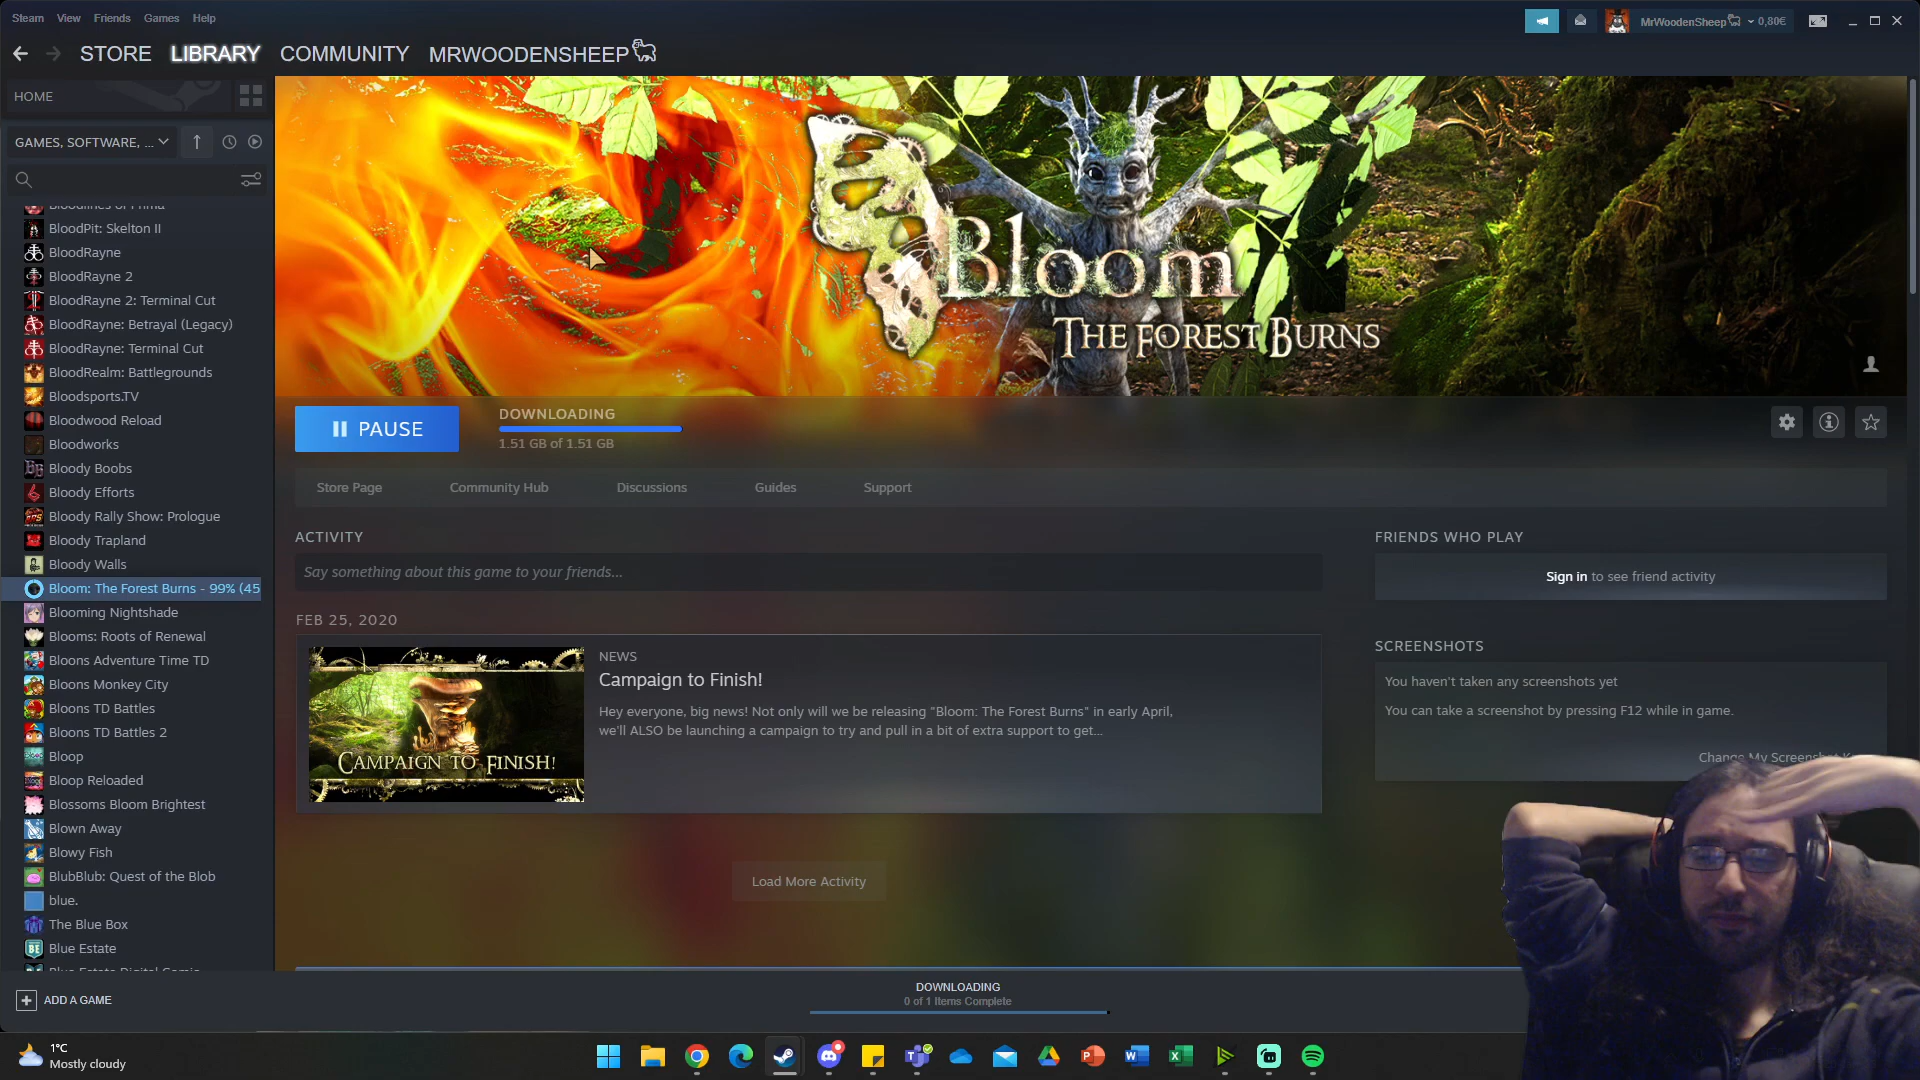 Steam View Friends Games Help
MrWoodenSheep 0,80€
STORE LIBRARY COMMUNITY MRWOODENSHEEP
HOME
GAMES, SOFTWARE, ...
Bloodlines of Prima
BloodPit: Skelton II
BloodRayne
BloodRayne 2
BloodRayne 2: Terminal Cut
BloodRayne: Betrayal (Legacy)
BloodRayne: Terminal Cut
BloodRealm: Battlegrounds
Bloodsports.TV
Bloodwood Reload
Bloodworks
Bloody Boobs
Bloody Efforts
Bloody Rally Show: Prologue
Bloody Trapland
Bloody Walls
Bloom: The Forest Burns - 99% (45
Blooming Nightshade
Blooms: Roots of Renewal
Bloons Adventure Time TD
Bloons Monkey City
Bloons TD Battles
Bloons TD Battles 2
Bloop
Bloop Reloaded
Blossoms Bloom Brightest
Blown Away
Blowy Fish
BlubBlub: Quest of the Blob
blue.
The Blue Box
Blue Estate
ADD A GAME
Bloom
THE FOREST BURNS
PAUSE
DOWNLOADING
1.51 GB of 1.51 GB
Store Page Community Hub Discussions Guides Support
ACTIVITY
Say something about this game to your friends...
FEB 25, 2020
CAMPAIGN TO FINISH!
NEWS
Campaign to Finish!
Hey everyone, big news! Not only will we be releasing "Bloom: The Forest Burns" in early April,
we'll ALSO be launching a campaign to try and pull in a bit of extra support to get...
Load More Activity
FRIENDS WHO PLAY
Sign in to see friend activity
SCREENSHOTS
You haven't taken any screenshots yet
You can take a screenshot by pressing F12 while in game.
Change My Screenshot
DOWNLOADING
0 of 1 Items Complete
1°C
Mostly cloudy